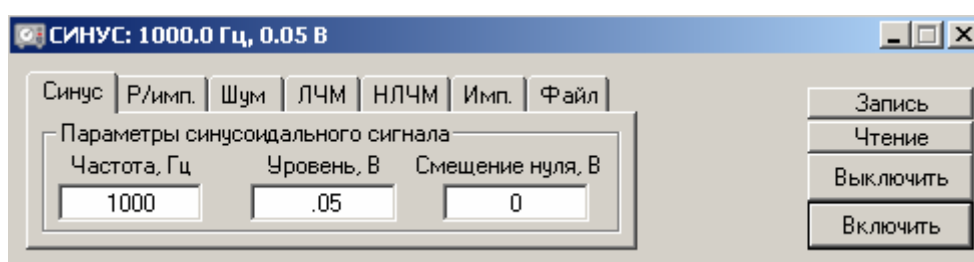 СИНУС: 1000.0 Гц, 0.05 В
Синус Р/имп. Шум ЛЧМ НЛЧМ Имп. Файл
Параметры синусоидального сигнала
Частота, Гц Уровень, В Смещение нуля, В
1000 .05 0
Запись
Чтение
Выключить
Включить